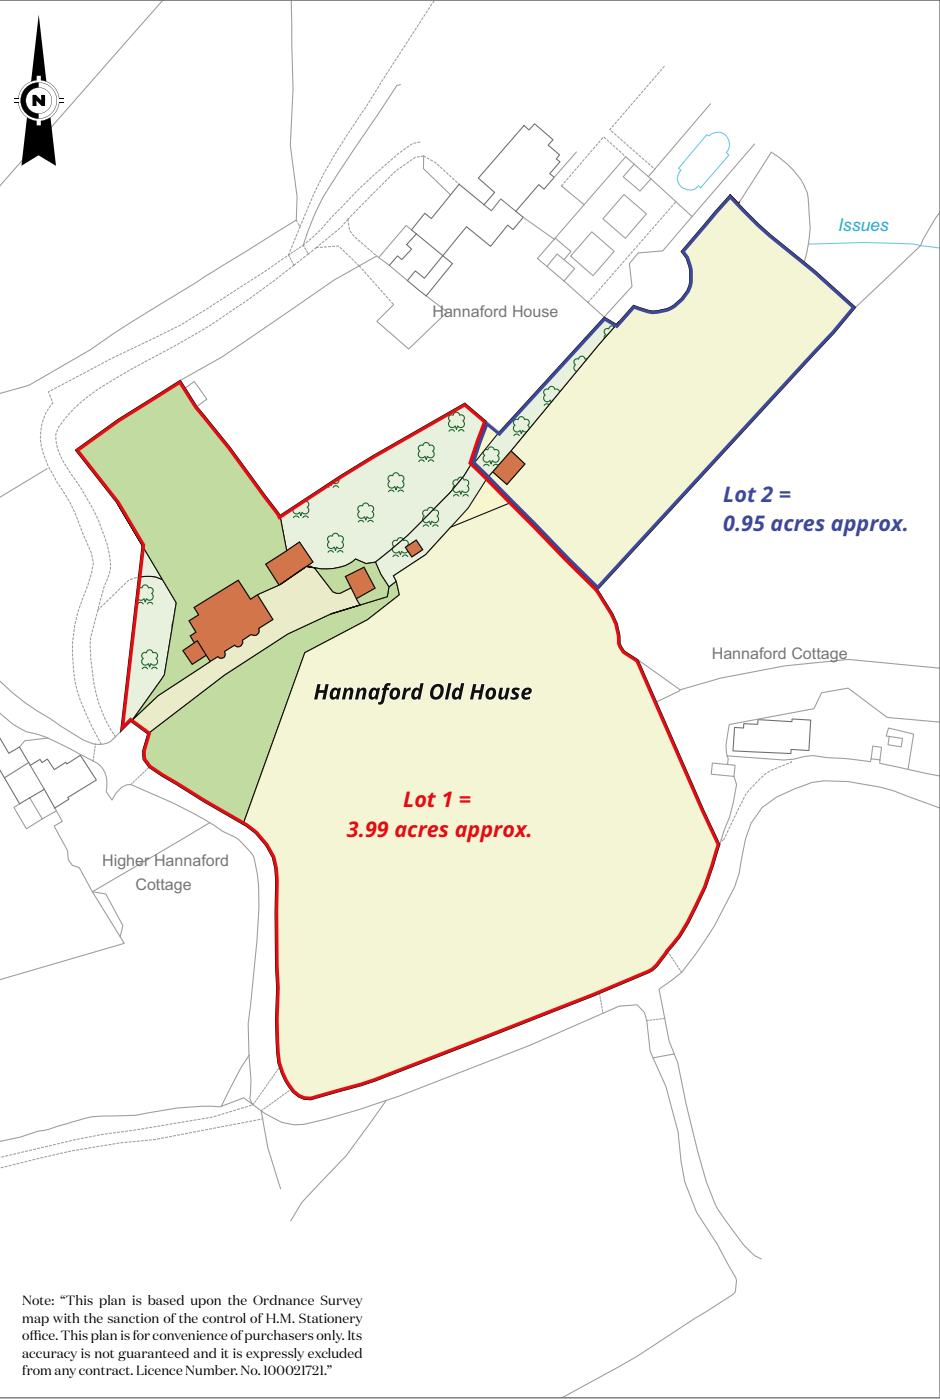 N
Issues
Hannaford House
Lot 2 =
0.95 acres approx.
Hannaford Cottage
Hannaford Old House
Lot 1 =
3.99 acres approx.
Higher Hannaford
Cottage
Note: “This plan is based upon the Ordnance Survey
map with the sanction of the control of H.M. Stationery
office. This plan is for convenience of purchasers only. Its
accuracy is not guaranteed and it is expressly excluded
from any contract. Licence Number. No. 100021721.”